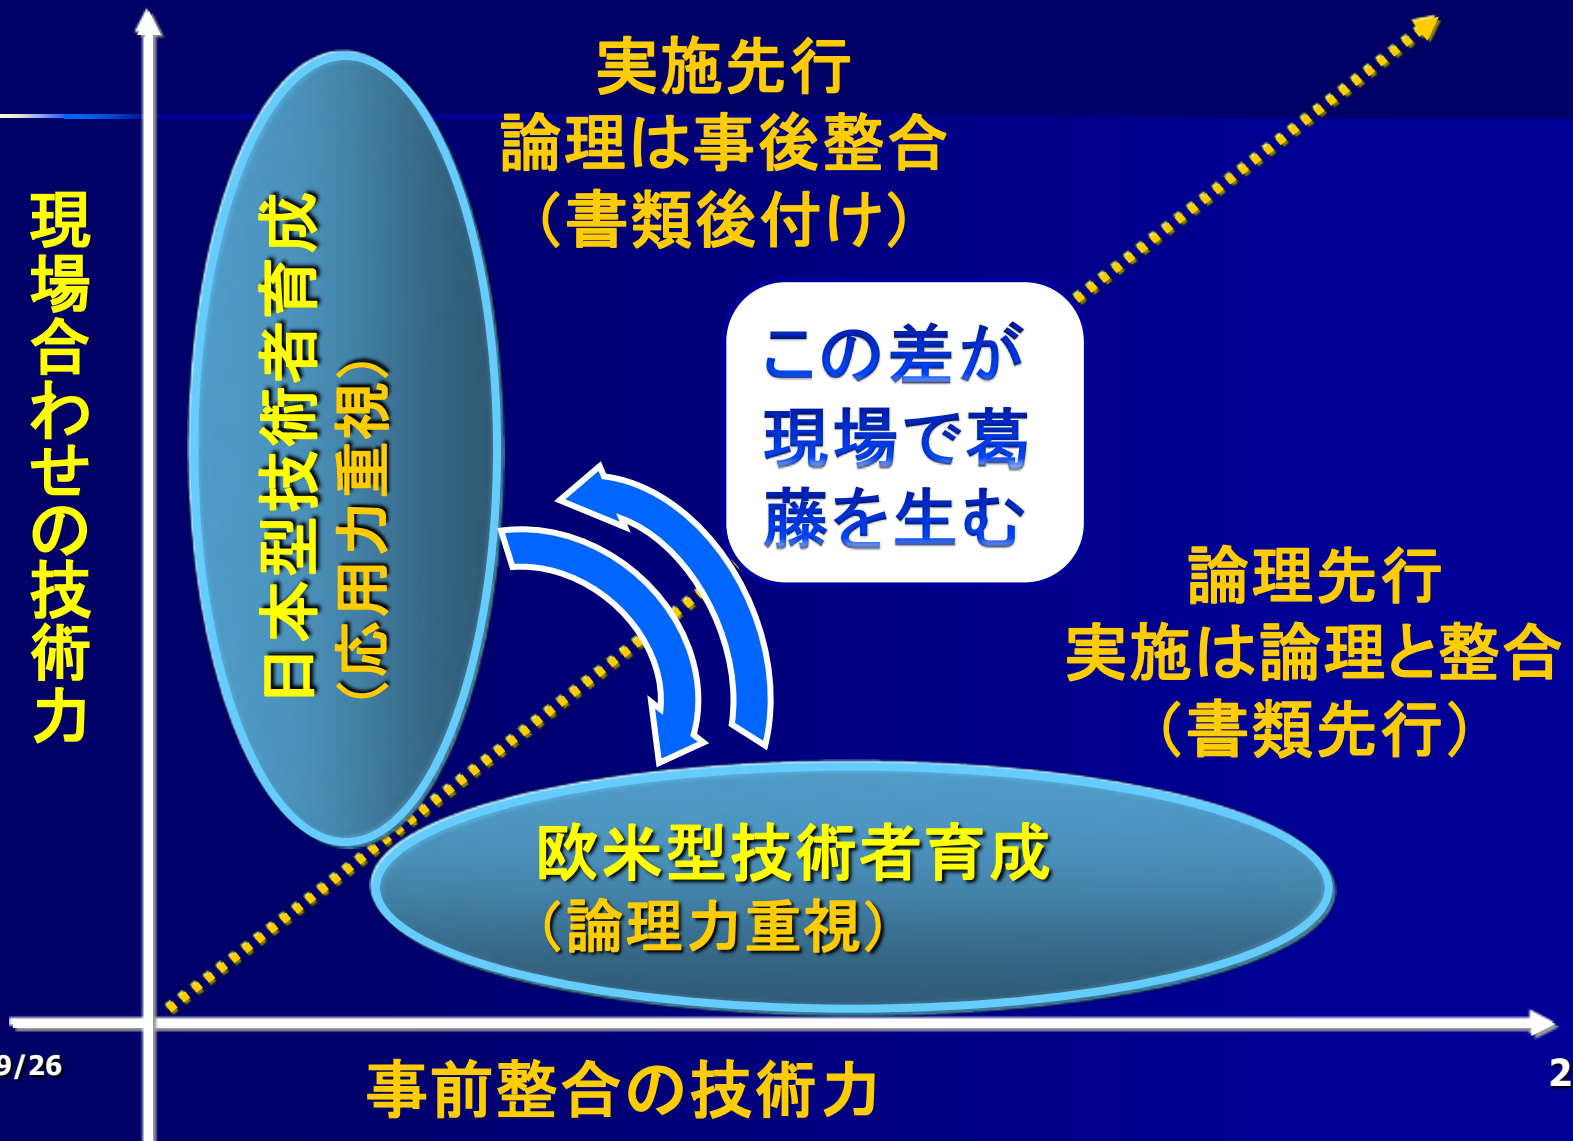 実施先行
論理は事後整合
（書類後付け）
現場合わせの技術力
日本型技術者育成
（応用力重視）
この差が
現場で葛
藤を生む
論理先行
実施は論理と整合
（書類先行）
欧米型技術者育成
（論理力重視）
9/26
2
事前整合の技術力